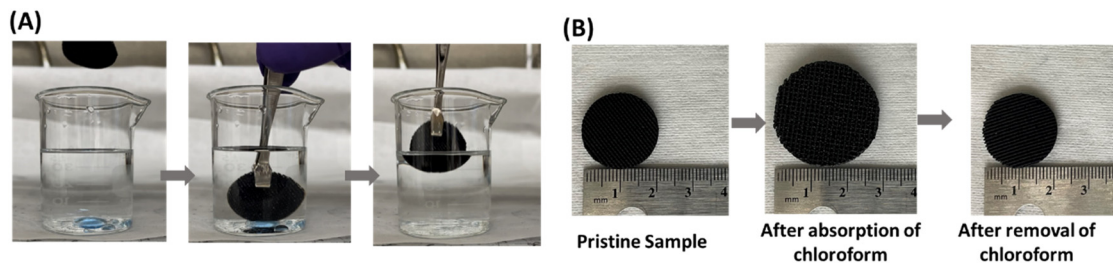 (A)
(B)
mm 1 2 3 4
mm 1 2 3 4
mm 1 2 3
Pristine Sample
After absorption of
chloroform
After removal of
chloroform